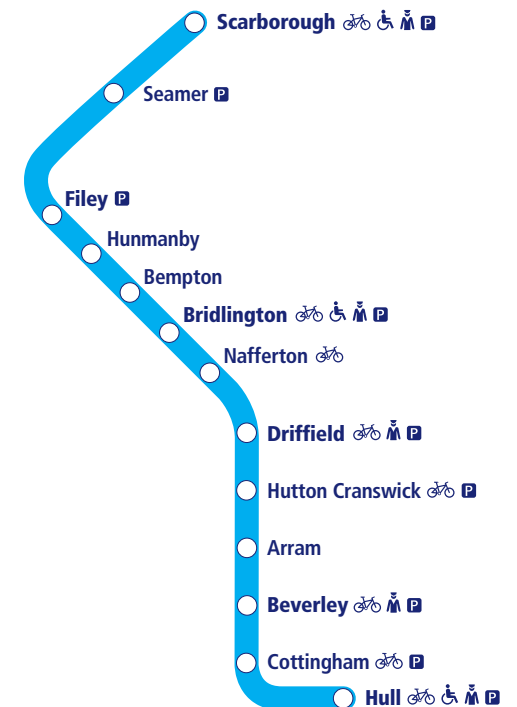 Scarborough P
Seamer P
Filey P
Hunmanby
Bempton
Bridlington P
Nafferton
Driffield P
Hutton Cranswick P
Arram
Beverley P
Cottingham P
Hull P